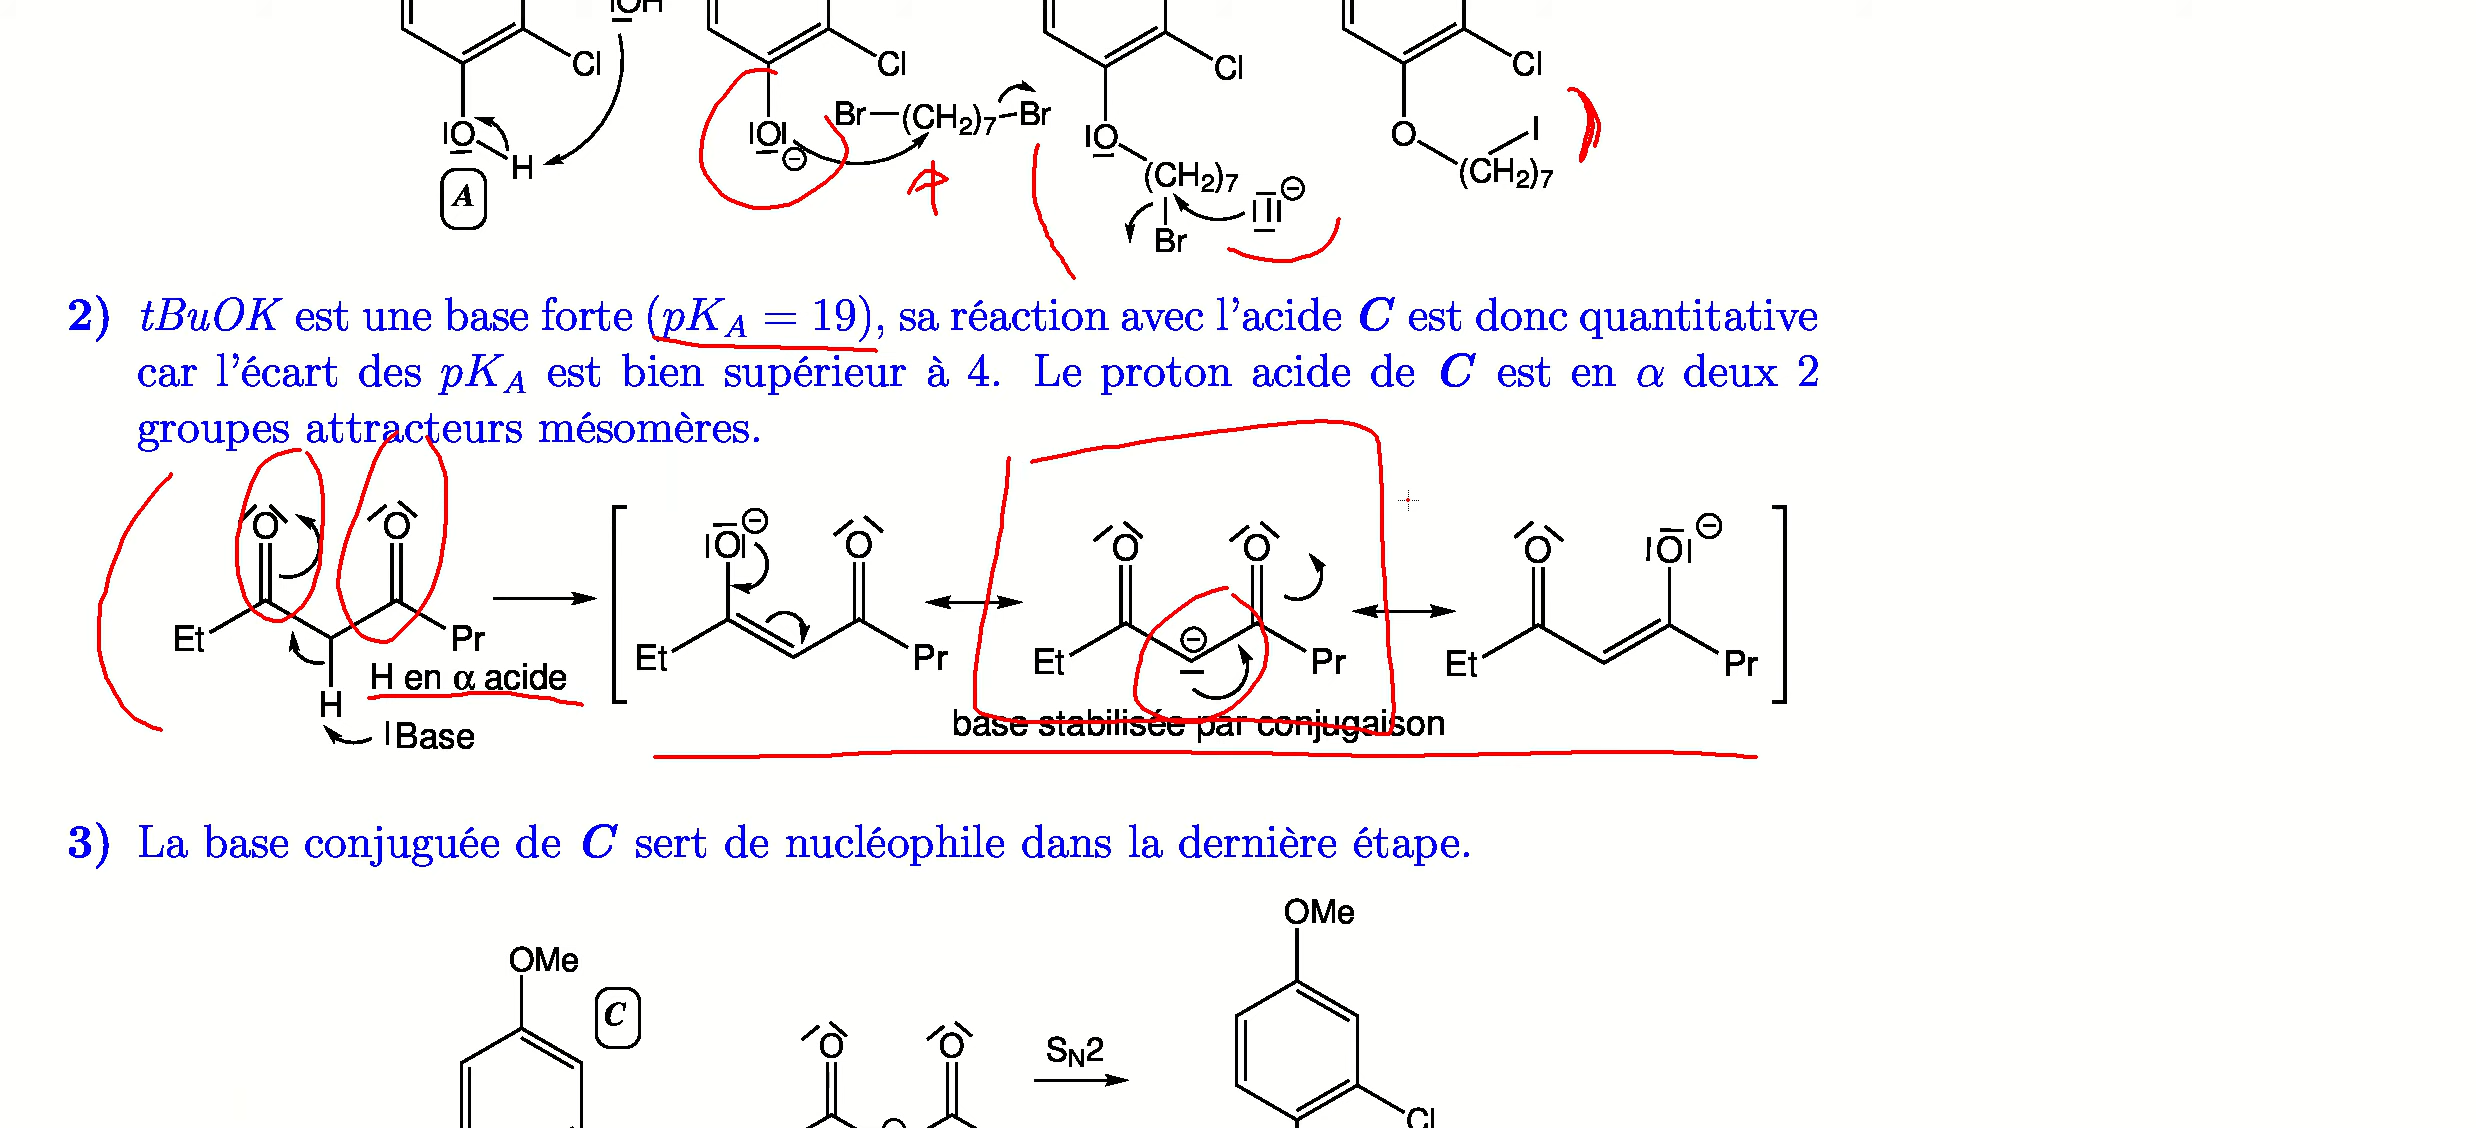 IOH
Cl Cl Cl Cl
Br—(CH2)7—Br
|O |O| ⊖ |O O I
H (CH2)7 (CH2)7
A |I| ⊖
Br
2) tBuOK est une base forte (pKA = 19), sa réaction avec l'acide C est donc quantitative
car l'écart des pKA est bien supérieur à 4. Le proton acide de C est en α deux 2
groupes attracteurs mésomères.
O O |O| ⊖ O O O O |O| ⊖
Et Pr Et Pr Et ⊖ Pr Et Pr
H en α acide
H
|Base
base stabilisée par conjugaison
3) La base conjuguée de C sert de nucléophile dans la dernière étape.
OMe
OMe
C
O O SN2
Cl